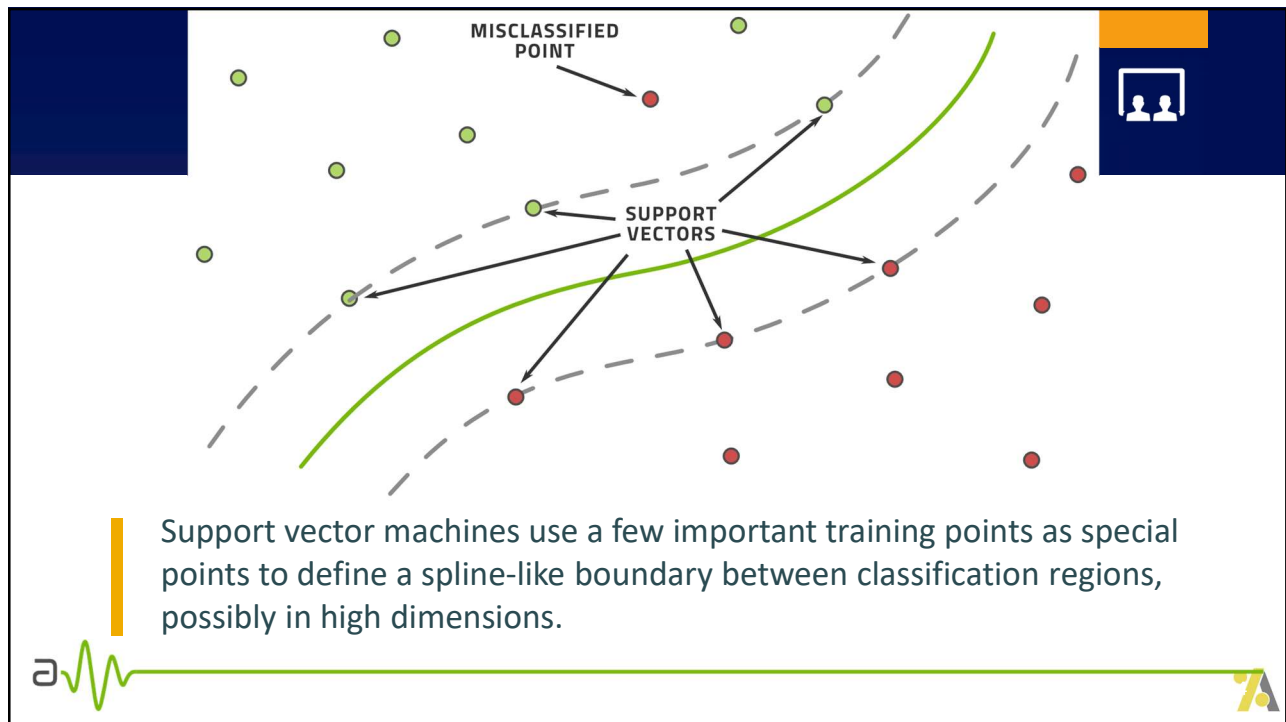 MISCLASSIFIED
POINT
SUPPORT
VECTORS
Support vector machines use a few important training points as special
points to define a spline-like boundary between classification regions,
possibly in high dimensions.
a